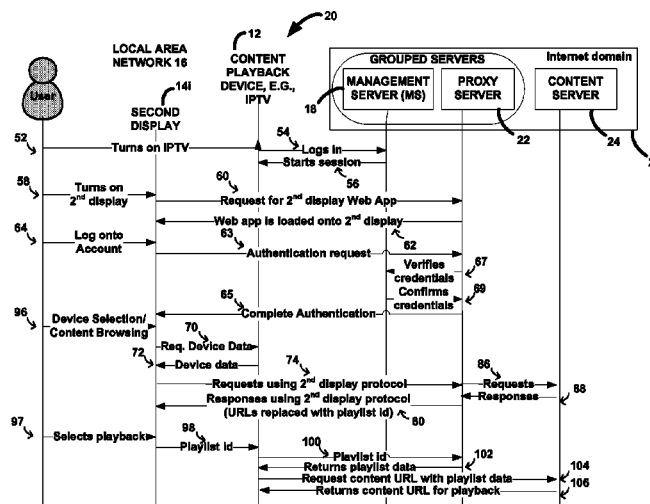 20
LOCAL AREA
NETWORK 16
12
CONTENT
PLAYBACK
DEVICE, E.G.,
IPTV
GROUPED SERVERS
Internet domain
MANAGEMENT
SERVER (MS)
PROXY
SERVER
CONTENT
SERVER
18
22
24
User
14i
SECOND
DISPLAY
52
Turns on IPTV
54
Logs in
Starts session
56
58
Turns on
2nd display
60
Request for 2nd display Web App
Web app is loaded onto 2nd display
62
64
Log onto
Account
63
Authentication request
67
Verifies
credentials
Confirms
credentials
69
65
Complete Authentication
96
Device Selection/
Content Browsing
70
Req. Device Data
72
Device data
74
Requests using 2nd display protocol
86
Requests
Responses
88
Responses using 2nd display protocol
(URLs replaced with playlist id)
80
97
Selects playback
98
Playlist id
100
Playlist id
102
Returns playlist data
Request content URL with playlist data
104
Returns content URL for playback
106